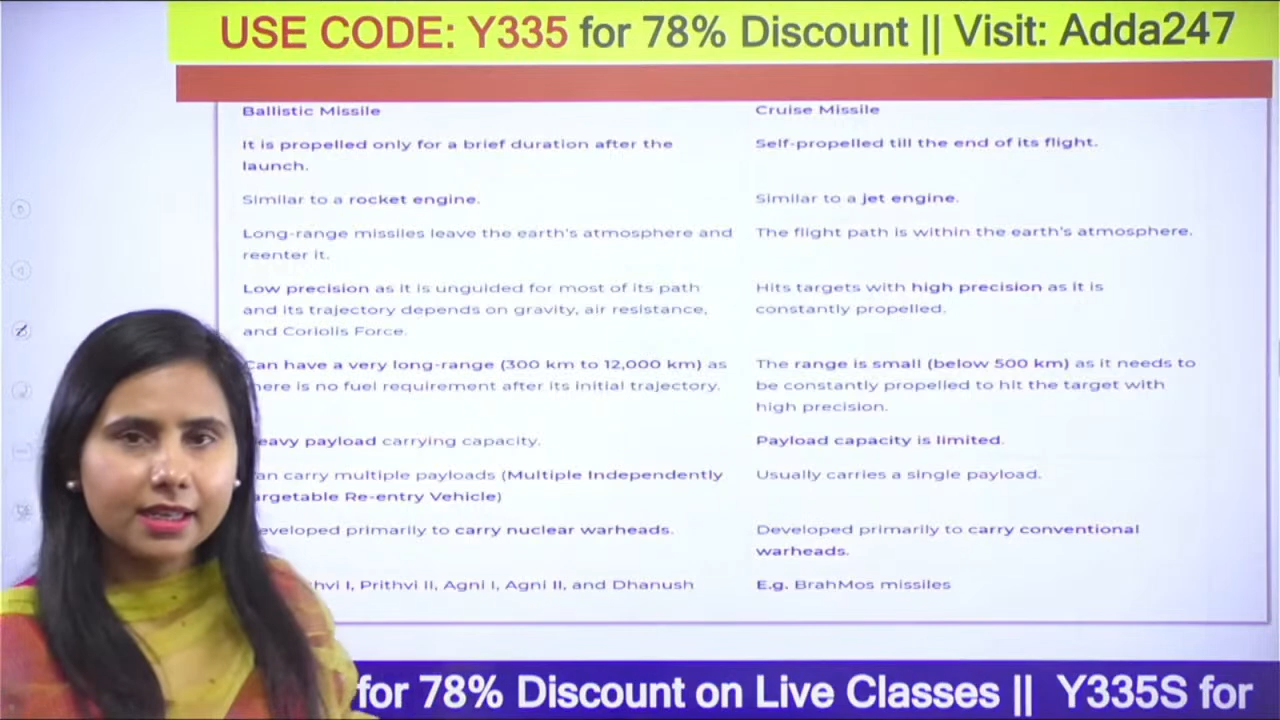 USE CODE: Y335 for 78% Discount || Visit: Adda247
Ballistic Missile
Cruise Missile
It is propelled only for a brief duration after the
launch.
Self-propelled till the end of its flight.
Similar to a rocket engine.
Similar to a jet engine.
Long-range missiles leave the earth's atmosphere and
reenter it.
The flight path is within the earth's atmosphere.
Low precision as it is unguided for most of its path
and its trajectory depends on gravity, air resistance,
and Coriolis Force.
Hits targets with high precision as it is
constantly propelled.
Can have a very long-range (300 km to 12,000 km) as
is no fuel requirement after its initial trajectory.
The range is small (below 500 km) as it needs to
be constantly propelled to hit the target with
high precision.
payload carrying capacity.
Payload capacity is limited.
carry multiple payloads (Multiple Independently
Re-entry Vehicle)
Usually carries a single payload.
primarily to carry nuclear warheads.
Developed primarily to carry conventional
warheads.
I, Prithvi II, Agni I, Agni II, and Dhanush
E.g. BrahMos missiles
for 78% Discount on Live Classes || Y335S for